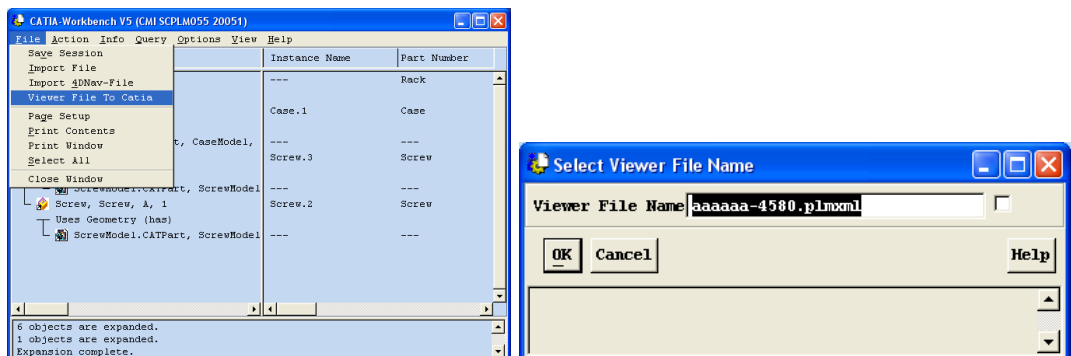 CATIA-Workbench V5 (CMI SCPLM055 20051)
File Action Info Query Options View Help
Save Session
Import File
Import 4DNav-File
Viewer File To Catia
Page Setup
Print Contents
Print Window
Select All
Close Window
Instance Name Part Number
--- Rack
Case.1 Case
t, CaseModel, --- ---
Screw.3 Screw
ScrewModel.CATPart, ScrewModel --- ---
Screw, Screw, A, 1 Screw.2 Screw
Uses Geometry (has)
ScrewModel.CATPart, ScrewModel --- ---
6 objects are expanded.
1 objects are expanded.
Expansion complete.
Select Viewer File Name
Viewer File Name aaaaaa-4580.plmxml
OK Cancel Help